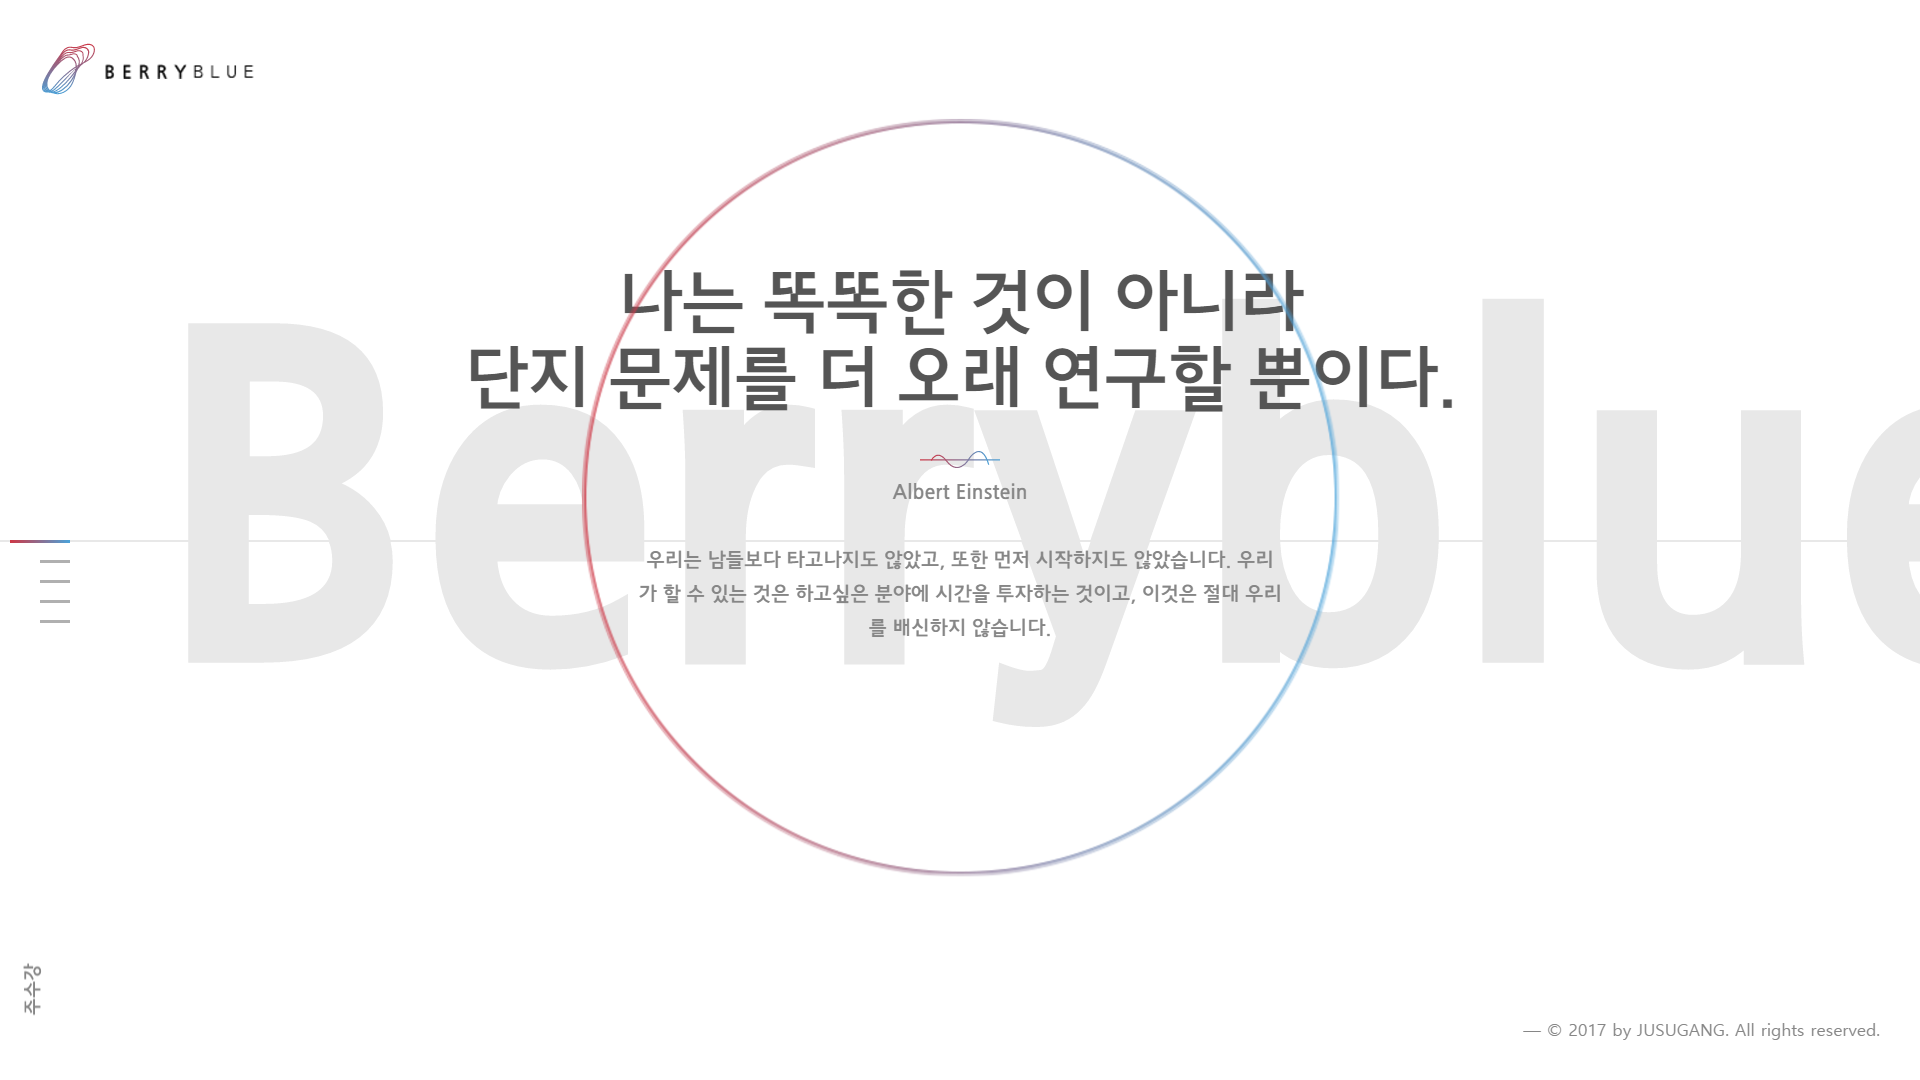 BERRYBLUE
나는 똑똑한 것이 아니라
단지 문제를 더 오래 연구할 뿐이다.
Berryblue
Albert Einstein
우리는 남들보다 타고나지도 않았고, 또한 먼저 시작하지도 않았습니다. 우리
가 할 수 있는 것은 하고싶은 분야에 시간을 투자하는 것이고, 이것은 절대 우리
를 배신하지 않습니다.
주수강
— © 2017 by JUSUGANG. All rights reserved.